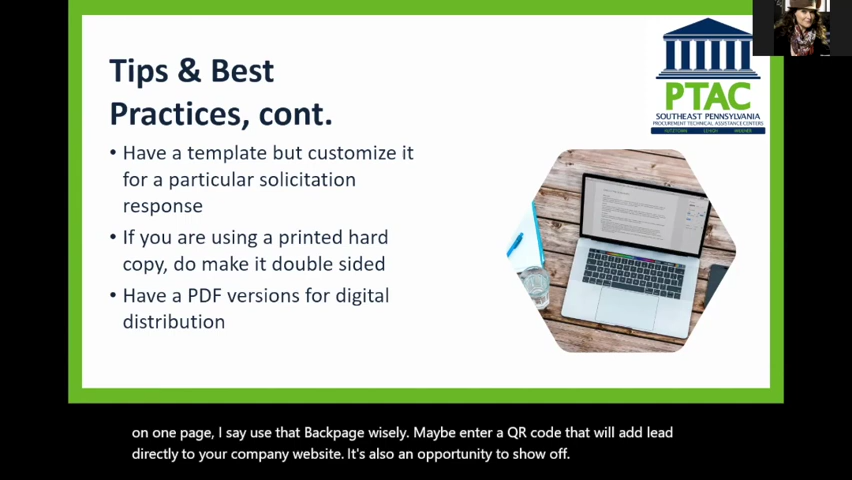 Tips & Best
Practices, cont.
• Have a template but customize it
for a particular solicitation
response
• If you are using a printed hard
copy, do make it double sided
• Have a PDF versions for digital
distribution
PTAC
SOUTHEAST PENNSYLVANIA
PROCUREMENT TECHNICAL ASSISTANCE CENTERS
KUTZTOWN LEHIGH WIDENER
on one page, I say use that Backpage wisely. Maybe enter a QR code that will add lead
directly to your company website. It's also an opportunity to show off.